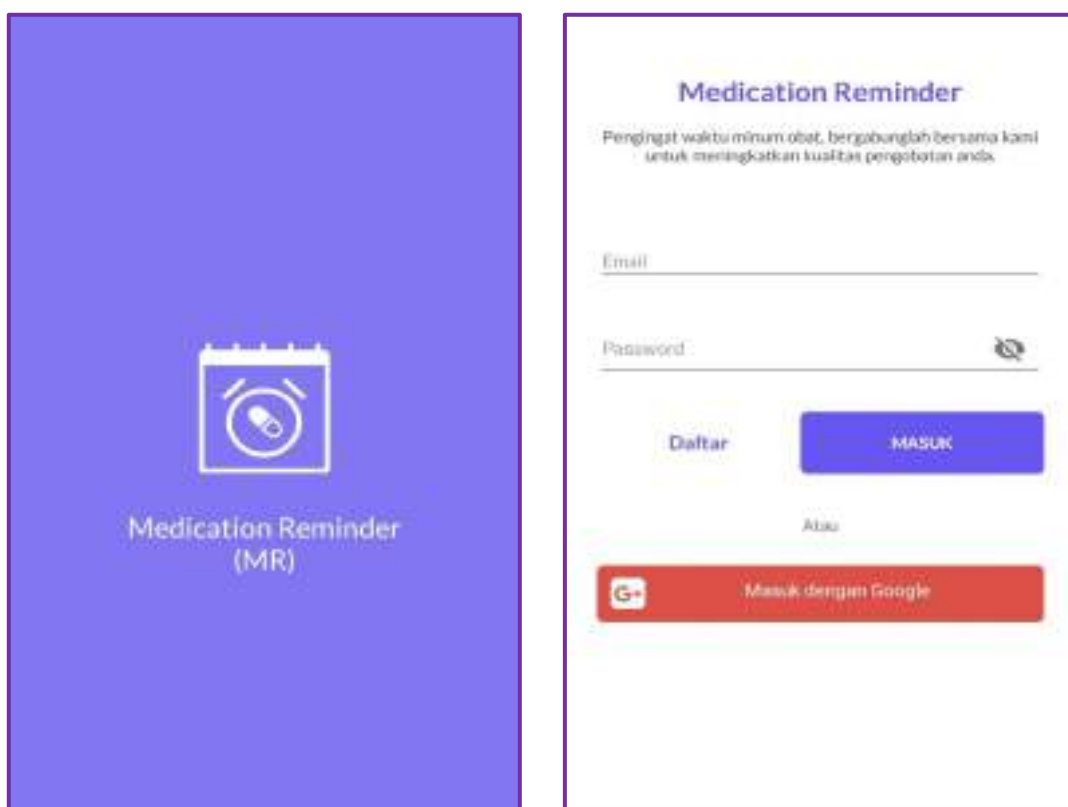 Medication Reminder
(MR)
Medication Reminder
Pengingat waktu minum obat, bergabunglah bersama kami
untuk meningkatkan kualitas pengobatan anda.
Email
Password
Daftar
MASUK
Atau
G+
Masuk dengan Google